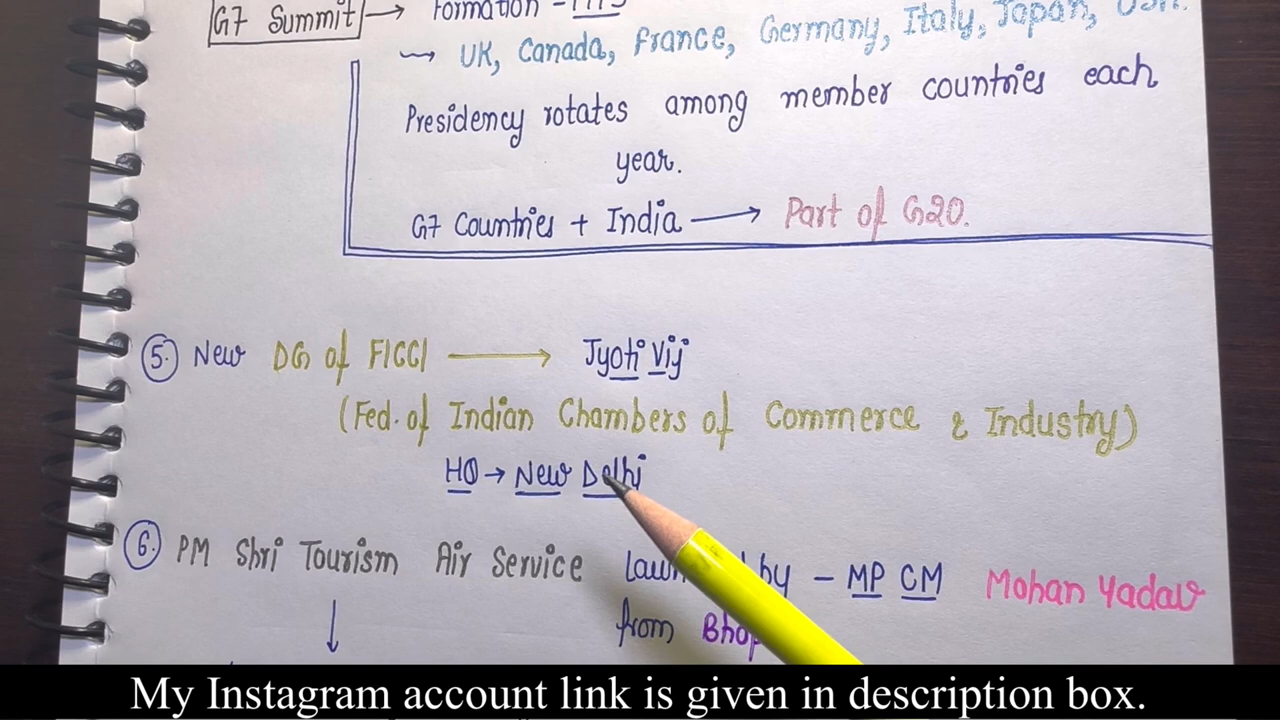 G7 Summit → Formation -
→ UK, Canada, France, Germany, Italy, Japan,
Presidency rotates among member countries each
year.
G7 Countries + India → Part of G20.
5. New DG of FICCI → Jyoti Vij
(Fed. of Indian Chambers of Commerce & Industry)
HQ → New Delhi
6. PM Shri Tourism Air Service by - MP CM Mohan Yadav
from
My Instagram account link is given in description box.